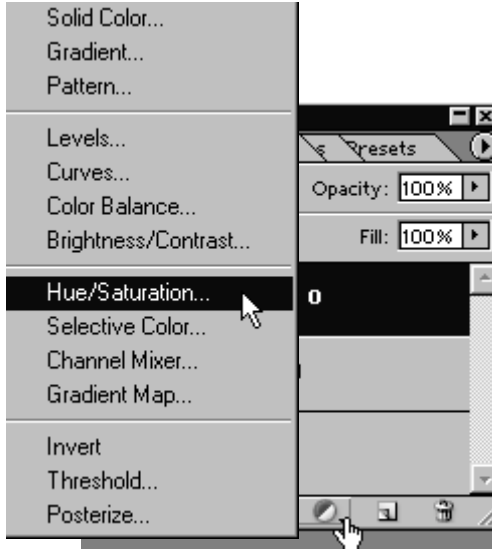 Solid Color...
Gradient...
Pattern...
Levels...
Curves...
Color Balance...
Brightness/Contrast...
Hue/Saturation...
Selective Color...
Channel Mixer...
Gradient Map...
Invert
Threshold...
Posterize...
Presets
Opacity: 100%
Fill: 100%